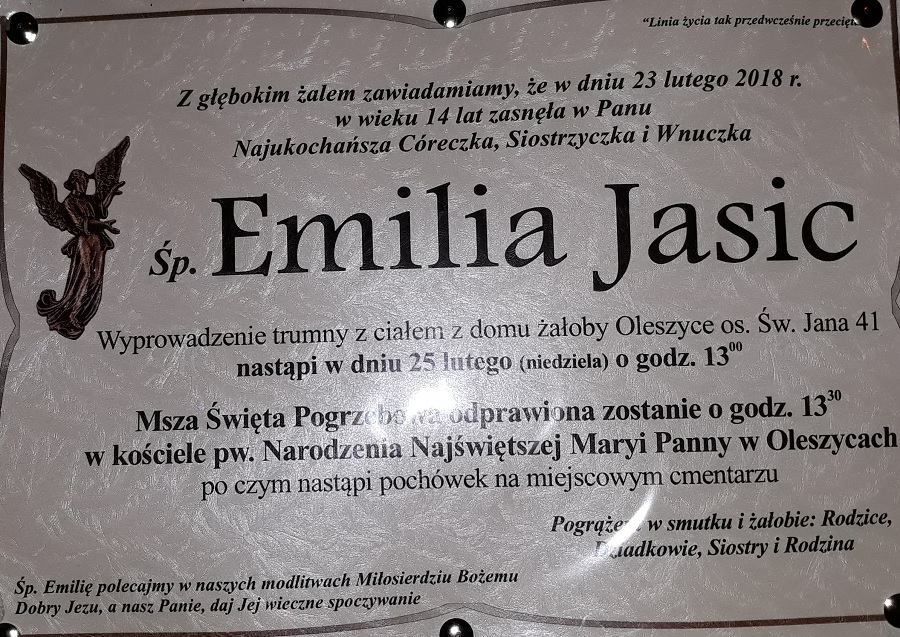 “Linia życia tak przedwcześnie
Z głębokim żalem zawiadamiamy, że w dniu 23 lutego 2018 r.
w wieku 14 lat zasnęła w Panu
Najukochańsza Córeczka, Siostrzyczka i Wnuczka
Śp. Emilia Jasic
Wyprowadzenie trumny z ciałem z domu żałoby Oleszyce os. Św. Jana 41
nastąpi w dniu 25 lutego (niedziela) o godz. 13⁰⁰
Msza Święta Pogrzebowa odprawiona zostanie o godz. 13³⁰
w kościele pw. Narodzenia Najświętszej Maryi Panny w Oleszycach
po czym nastąpi pochówek na miejscowym cmentarzu
Pogrążeni w smutku i żałobie: Rodzice,
Dziadkowie, Siostry i Rodzina
Śp. Emilię polecajmy w naszych modlitwach Miłosierdziu Bożemu
Dobry Jezu, a nasz Panie, daj Jej wieczne spoczywanie